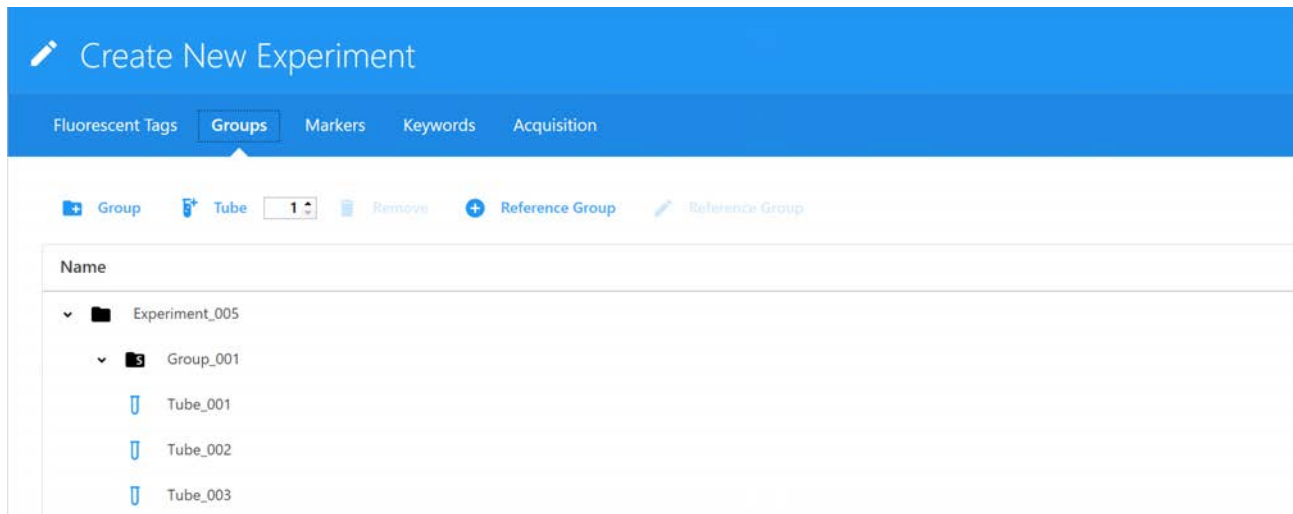 Create New Experiment
Fluorescent Tags Groups Markers Keywords Acquisition
Group Tube 1 Remove Reference Group Reference Group
Name
Experiment_005
S Group_001
Tube_001
Tube_002
Tube_003